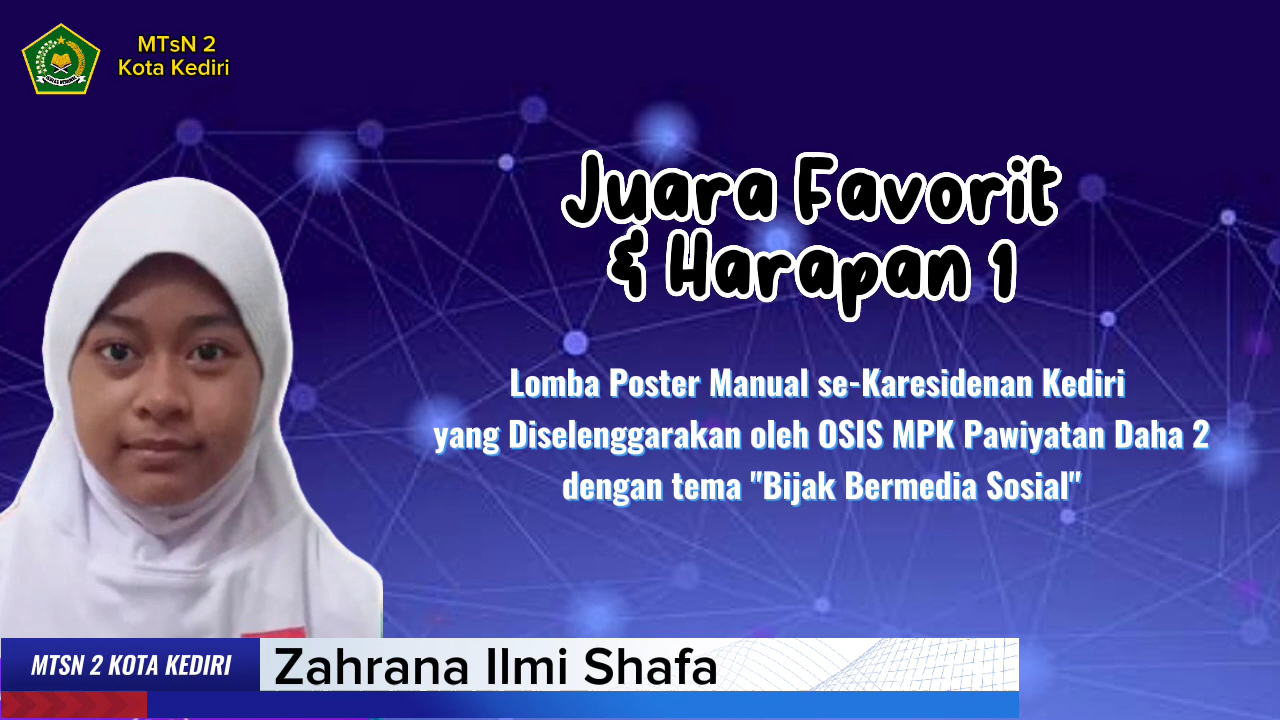 MTsN 2
Kota Kediri
Juara Favorit
& Harapan 1
Lomba Poster Manual se-Karesidenan Kediri
yang Diselenggarakan oleh OSIS MPK Pawiyatan Daha 2
dengan tema "Bijak Bermedia Sosial"
MTSN 2 KOTA KEDIRI
Zahrana Ilmi Shafa